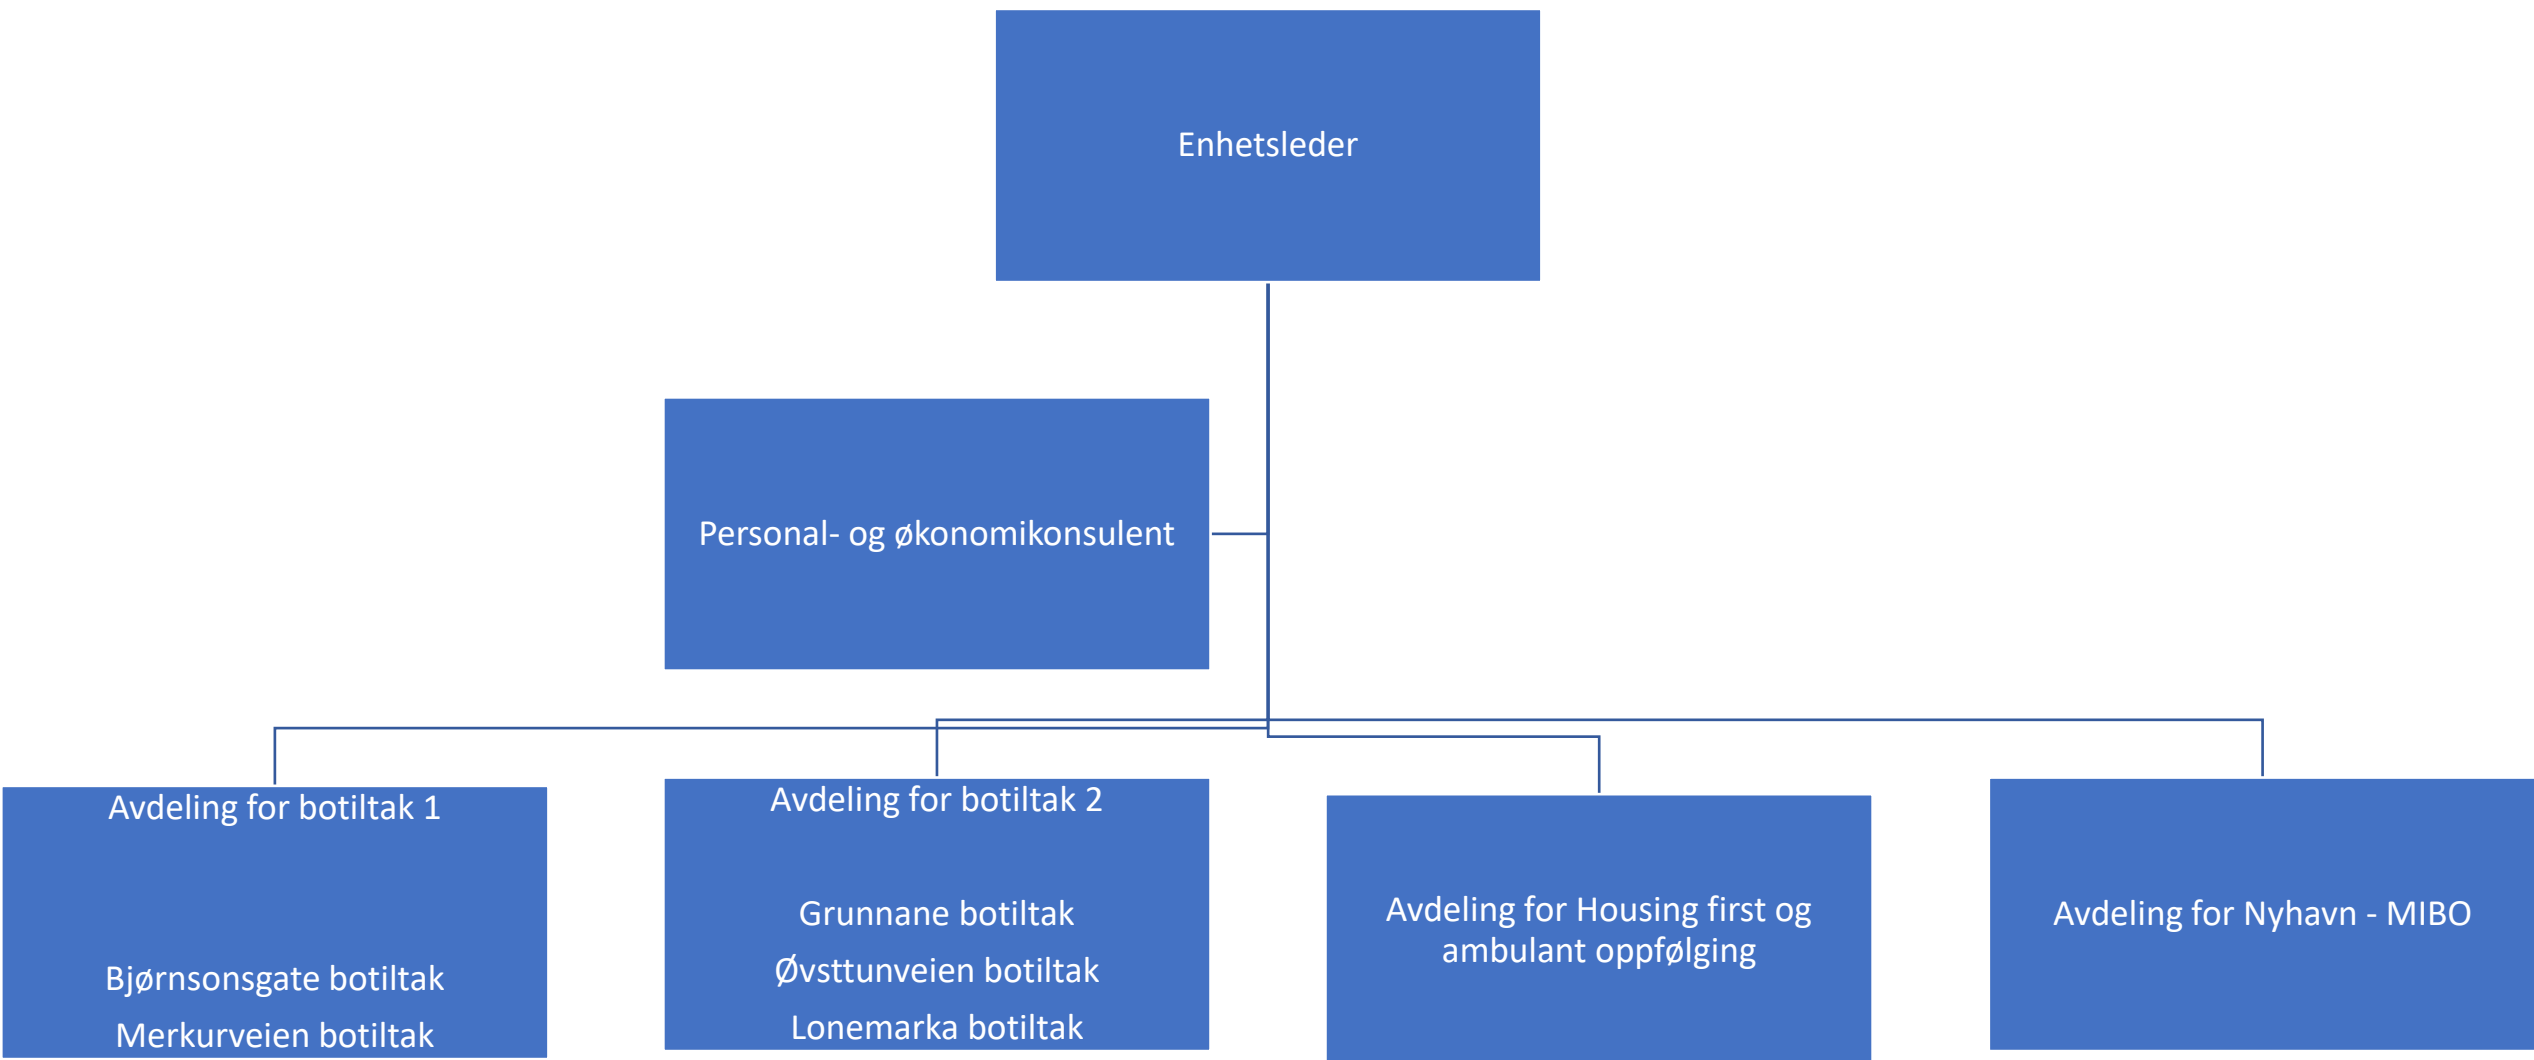 Enhetsleder
Personal- og økonomikonsulent
Avdeling for botiltak 1
Bjørnsonsgate botiltak
Merkurveien botiltak
Avdeling for botiltak 2
Grunnane botiltak
Øvsttunveien botiltak
Lonemarka botiltak
Avdeling for Housing first og
ambulant oppfølging
Avdeling for Nyhavn - MIBO